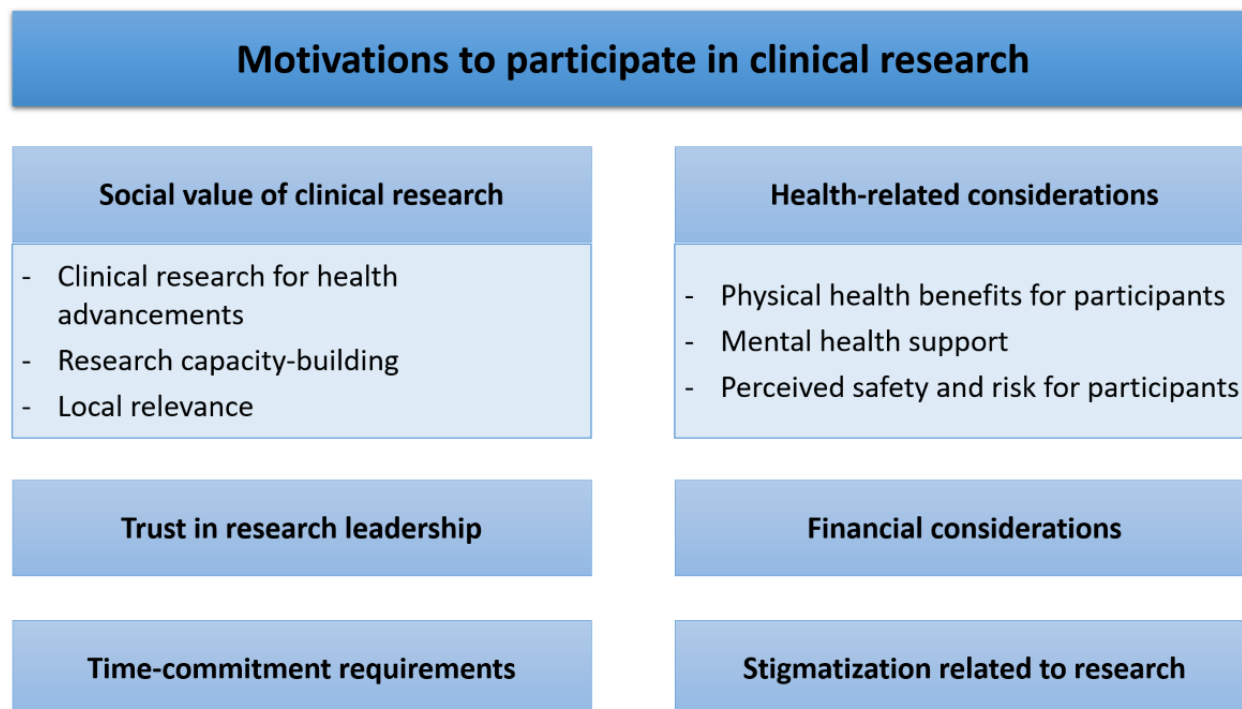 Motivations to participate in clinical research
Social value of clinical research
- Clinical research for health
advancements
- Research capacity-building
- Local relevance
Health-related considerations
- Physical health benefits for participants
- Mental health support
- Perceived safety and risk for participants
Trust in research leadership
Financial considerations
Time-commitment requirements
Stigmatization related to research